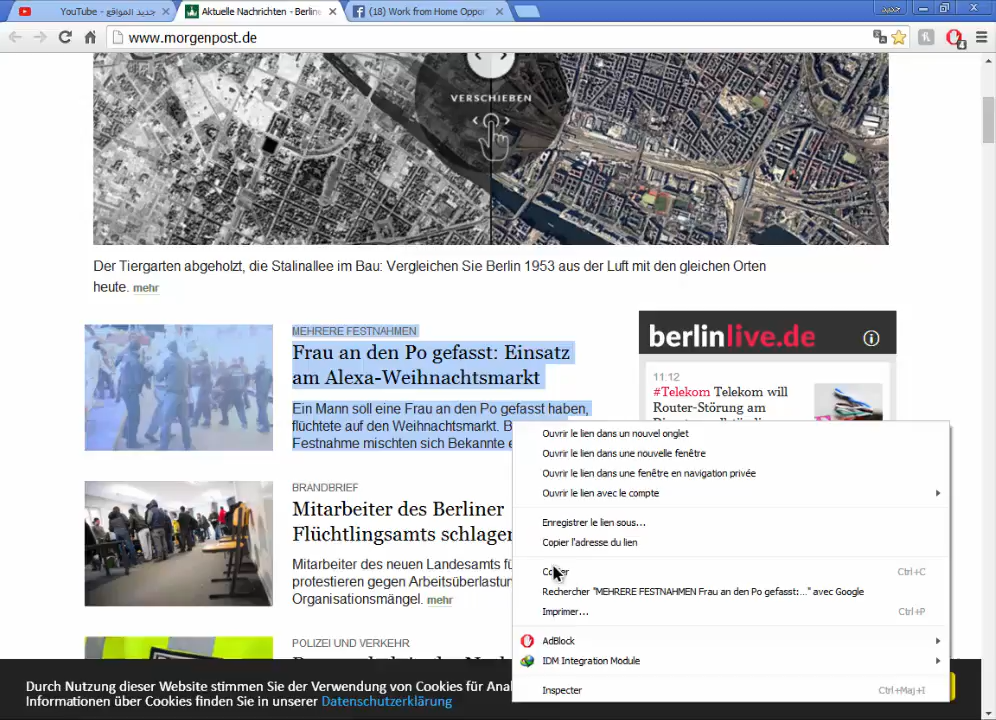 YouTube - جديد المواقع
Aktuelle Nachrichten - Berline
(18) Work from Home Oppor
جديد
www.morgenpost.de
VERSCHIEBEN
Der Tiergarten abgeholzt, die Stalinallee im Bau: Vergleichen Sie Berlin 1953 aus der Luft mit den gleichen Orten
heute. mehr
MEHRERE FESTNAHMEN
Frau an den Po gefasst: Einsatz
am Alexa-Weihnachtsmarkt
Ein Mann soll eine Frau an den Po gefasst haben,
flüchtete auf den Weihnachtsmarkt. B
Festnahme mischten sich Bekannte e
berlinlive.de
11:12
#Telekom Telekom will
Router-Störung am
Ouvrir le lien dans un nouvel onglet
Ouvrir le lien dans une nouvelle fenêtre
Ouvrir le lien dans une fenêtre en navigation privée
Ouvrir le lien avec le compte
Enregistrer le lien sous...
Copier l'adresse du lien
Copier Ctrl+C
Rechercher "MEHRERE FESTNAHMEN Frau an den Po gefasst:..." avec Google
Imprimer... Ctrl+P
AdBlock
IDM Integration Module
Inspecter Ctrl+Maj+I
BRANDBRIEF
Mitarbeiter des Berliner
Flüchtlingsamts schlagen
Mitarbeiter des neuen Landesamts fü
protestieren gegen Arbeitsüberlastun
Organisationsmängel. mehr
POLIZEI UND VERKEHR
Durch Nutzung dieser Website stimmen Sie der Verwendung von Cookies für Anal
Informationen über Cookies finden Sie in unserer Datenschutzerklärung